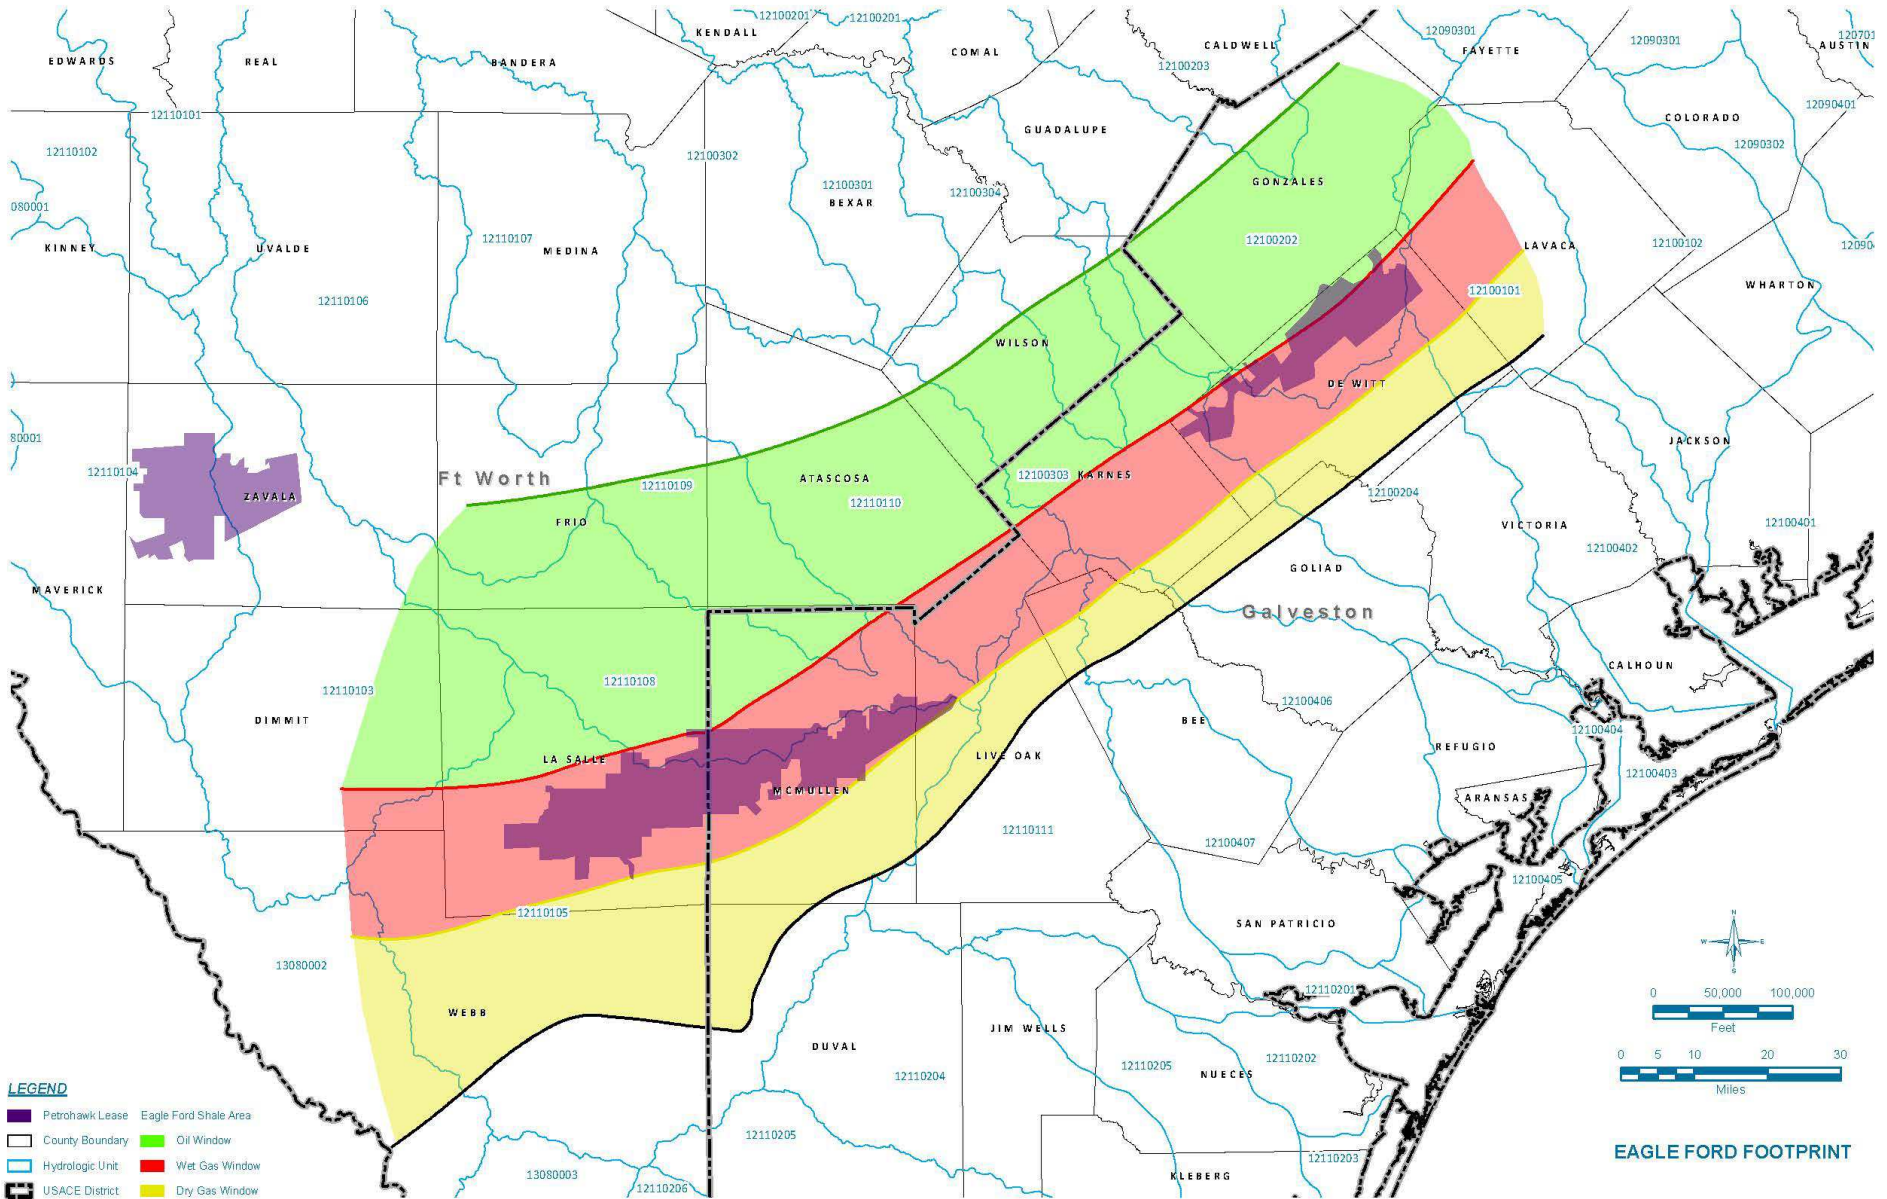 12100201
12100201
KENDALL
COMAL
CALDWELL
12090301
FAYETTE
12090301
12070
AUSTIN
EDWARDS
REAL
BANDERA
12100203
12090401
12110101
COLORADO
12090302
12110102
GUADALUPE
12100302
12100301
BEXAR
12100304
GONZALES
080001
KINNEY
UVALDE
12110107
MEDINA
12100202
LAVACA
12100102
12090
12110106
12100101
WHARTON
WILSON
DE WITT
80001
JACKSON
12110104
ZAVALA
Ft Worth
12110109
ATASCOSA
12110110
12100303
KARNES
12100204
FRIO
VICTORIA
12100401
12100402
MAVERICK
GOLIAD
Galveston
12110103
12110108
CALHOUN
DIMMIT
BEE
12100406
12100404
LA SALLE
LIVE OAK
REFUGIO
12100403
MCMULLEN
ARANSAS
12110111
12100407
12100405
12110105
SAN PATRICIO
13080002
12110201
WEBB
JIM WELLS
DUVAL
12110204
12110205
12110202
NUECES
12110205
12110203
13080003
12110206
KLEBERG
N
W E
S
0 50,000 100,000
Feet
0 5 10 20 30
Miles
EAGLE FORD FOOTPRINT
LEGEND
Petrohawk Lease Eagle Ford Shale Area
County Boundary Oil Window
Hydrologic Unit Wet Gas Window
USACE District Dry Gas Window